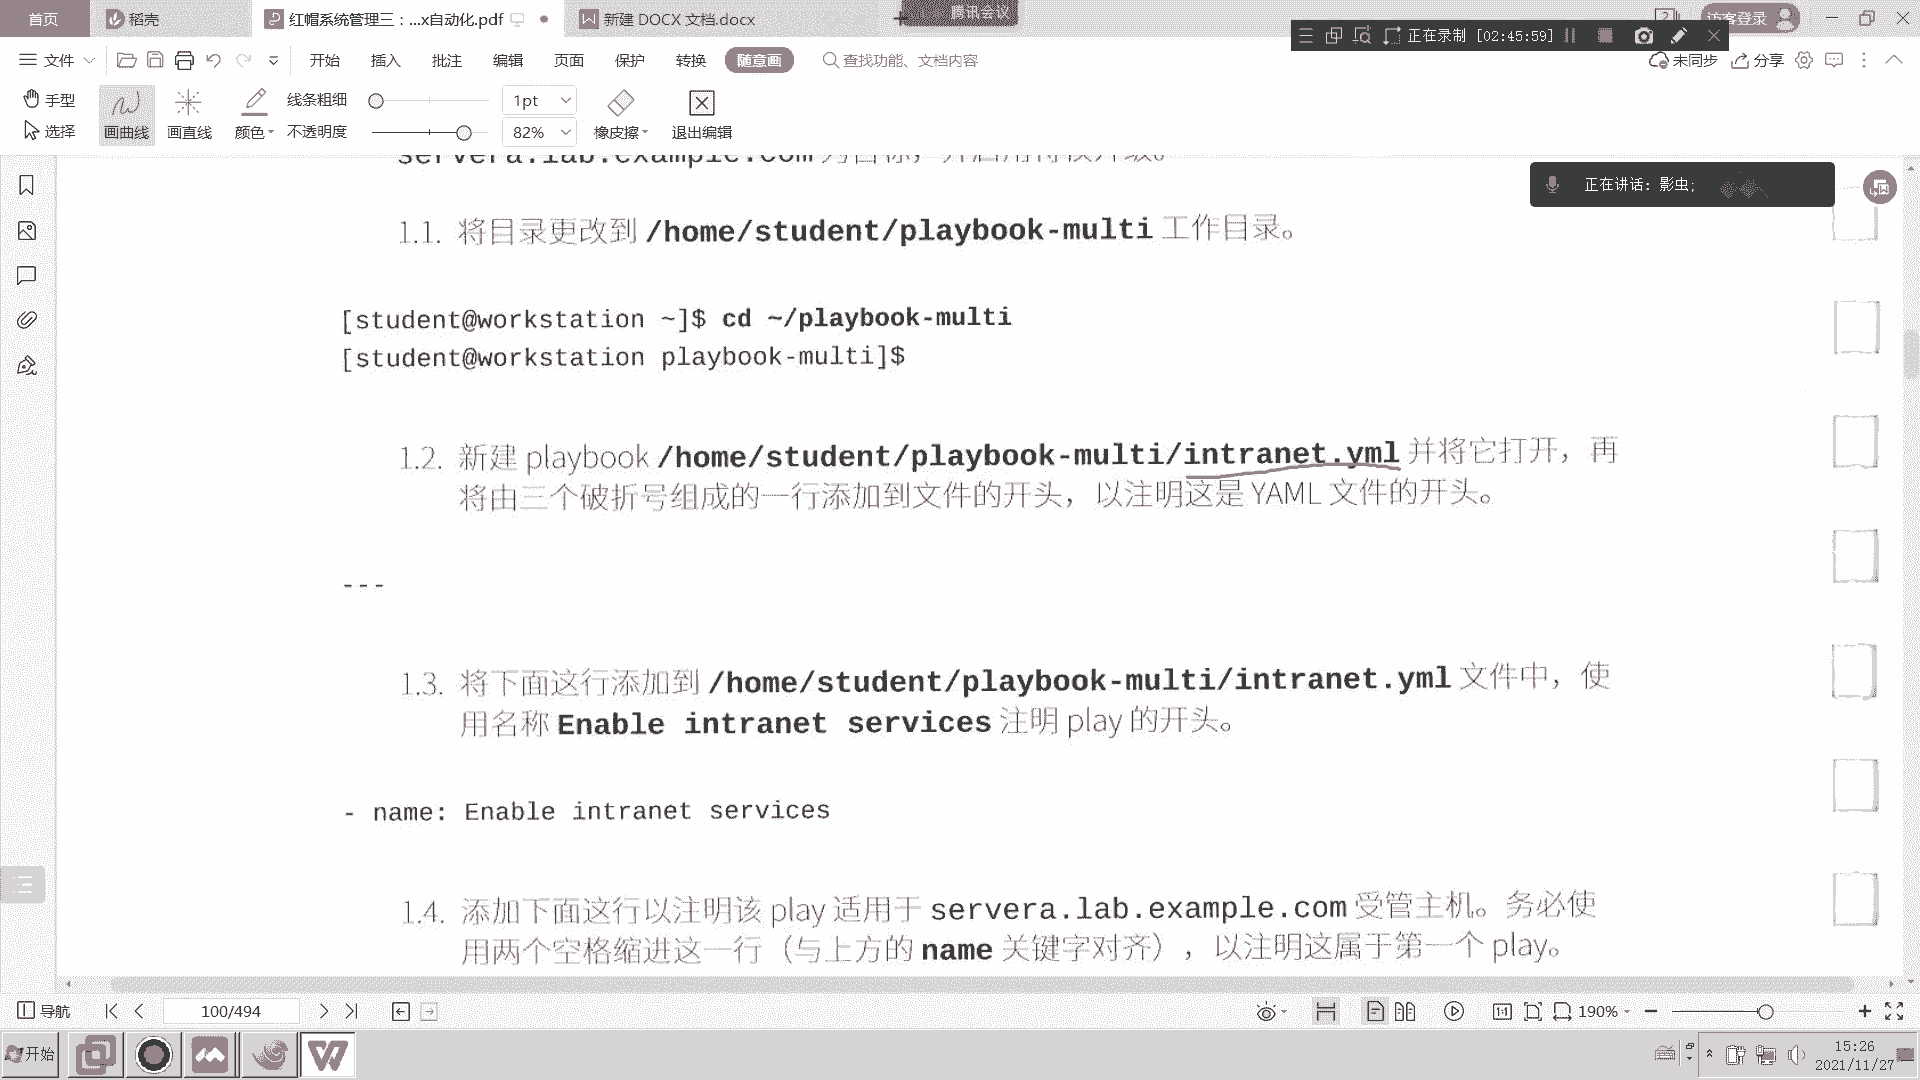 首页
稻壳
红帽系统管理三：...x自动化.pdf
新建 DOCX 文档.docx
腾讯会议
访客登录
正在录制 [02:45:59]
文件
开始
插入
批注
编辑
页面
保护
转换
随意画
查找功能、文档内容
未同步
分享
手型
选择
画曲线
画直线
颜色
线条粗细
1pt
不透明度
82%
橡皮擦
退出编辑
servera.lab.example.com
正在讲话：影虫;
1.1. 将目录更改到 /home/student/playbook-multi 工作目录。
[student@workstation ~]$ cd ~/playbook-multi
[student@workstation playbook-multi]$
1.2. 新建 playbook /home/student/playbook-multi/intranet.yml 并将它打开，再
将由三个破折号组成的一行添加到文件的开头，以注明这是 YAML 文件的开头。
---
1.3. 将下面这行添加到 /home/student/playbook-multi/intranet.yml 文件中，使
用名称 Enable intranet services 注明 play 的开头。
- name: Enable intranet services
1.4. 添加下面这行以注明该 play 适用于 servera.lab.example.com 受管主机。务必使
用两个空格缩进这一行（与上方的 name 关键字对齐），以注明这属于第一个 play。
导航
100/494
1:1
190%
开始
15:26
2021/11/27